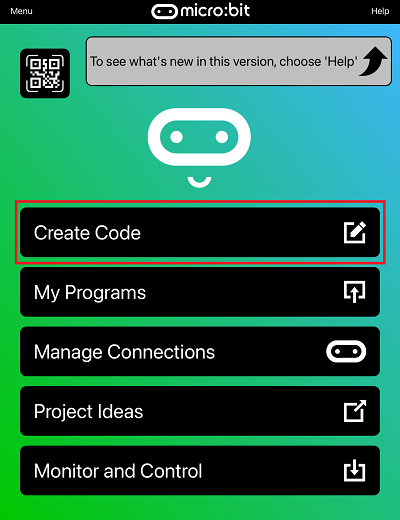 Menu
micro:bit
Help
To see what's new in this version, choose 'Help'
Create Code
My Programs
Manage Connections
Project Ideas
Monitor and Control